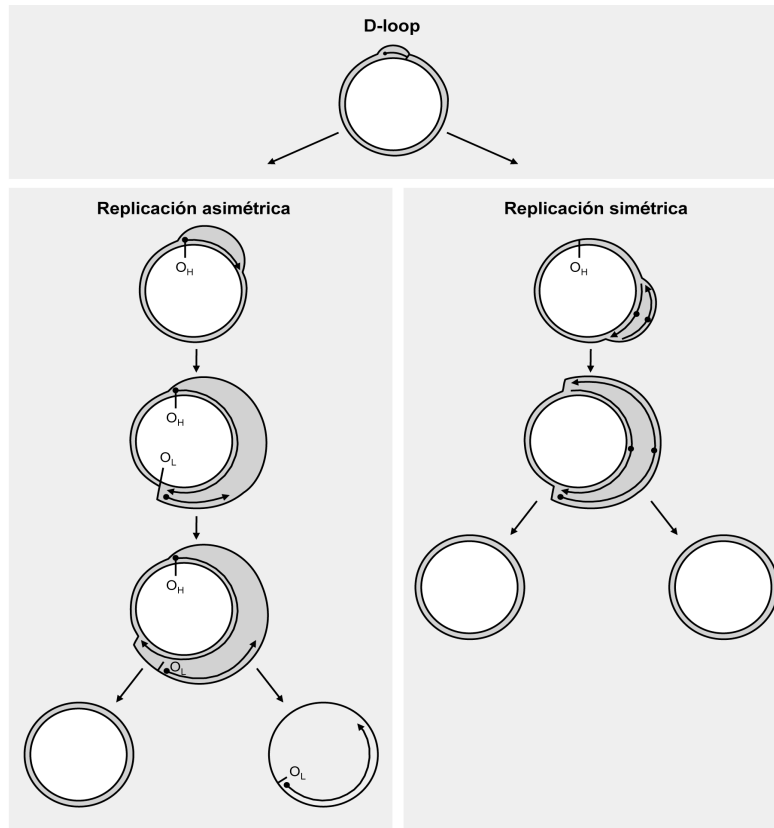 D-loop
Replicación asimétrica
Replicación simétrica
OH
OH
OH
OL
OH
OL
OL